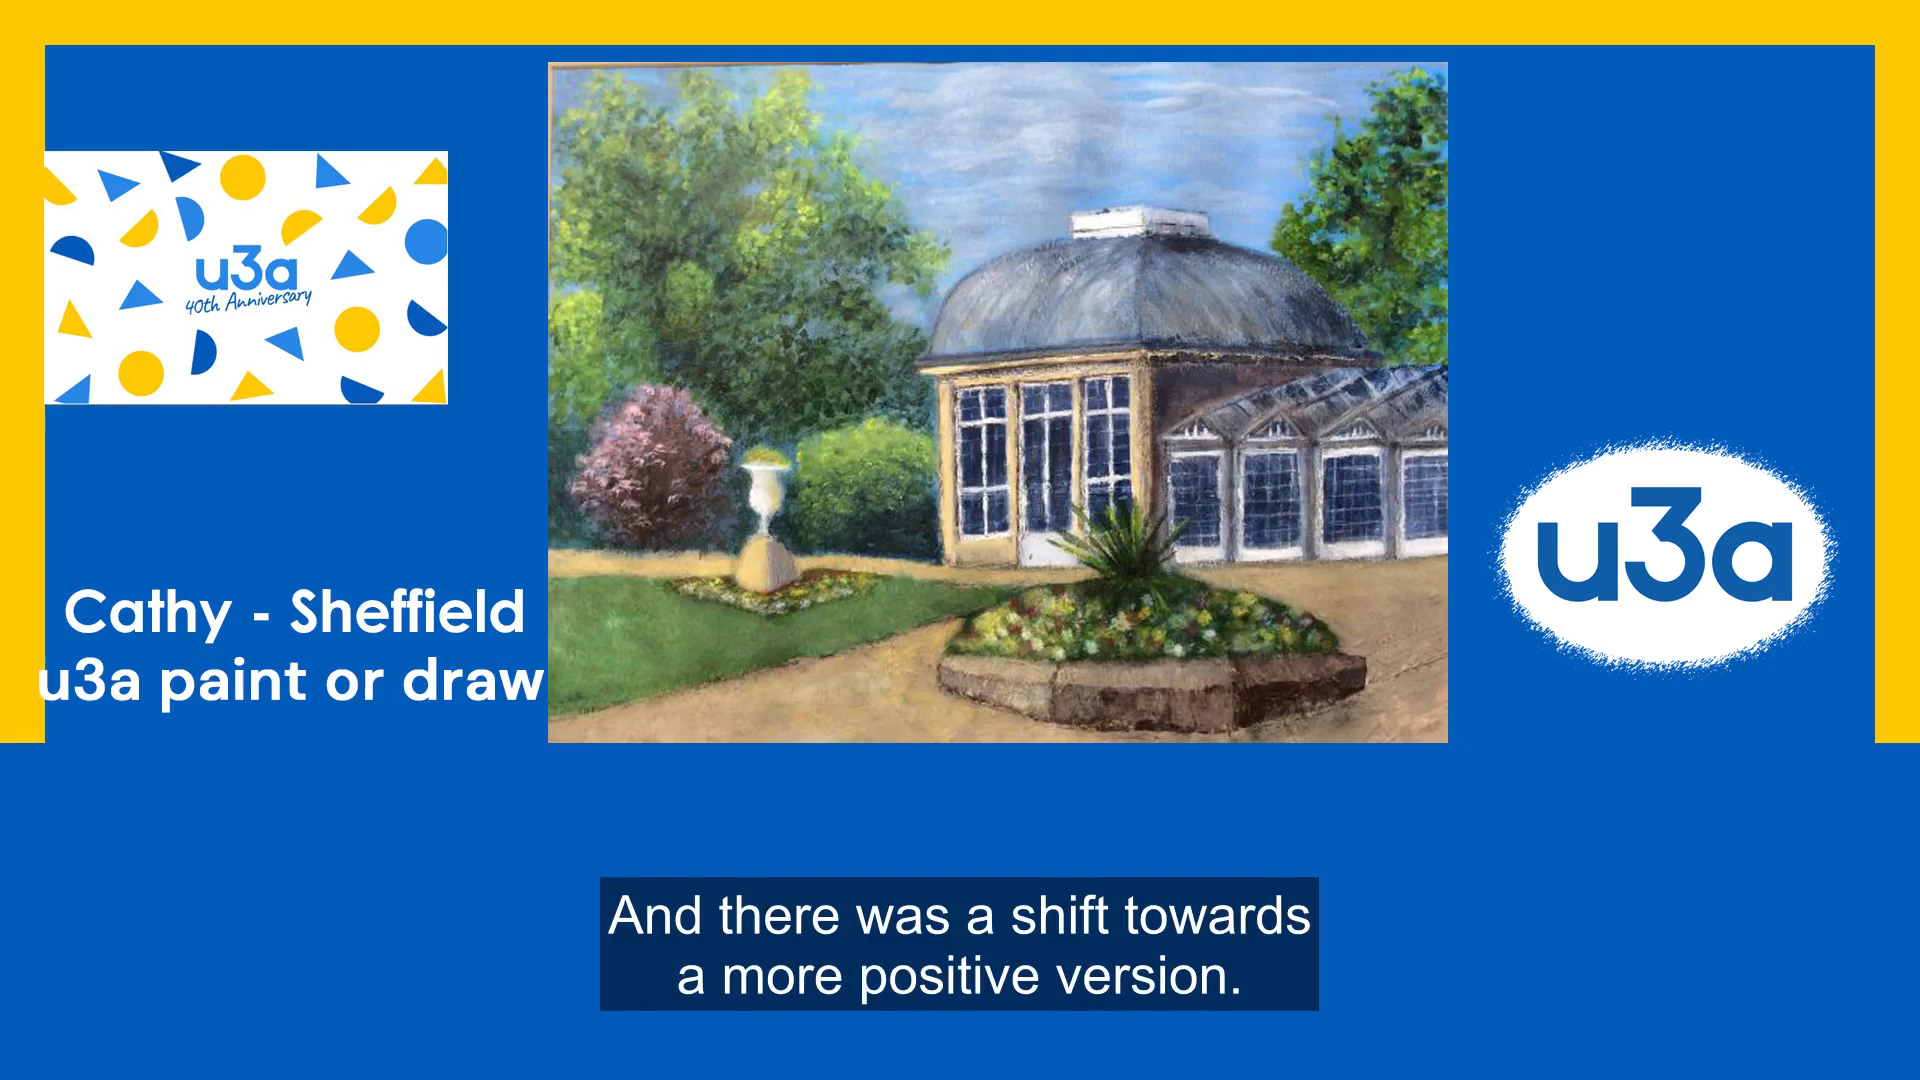 u3a
40th Anniversary
Cathy - Sheffield
u3a paint or draw
u3a
And there was a shift towards
a more positive version.